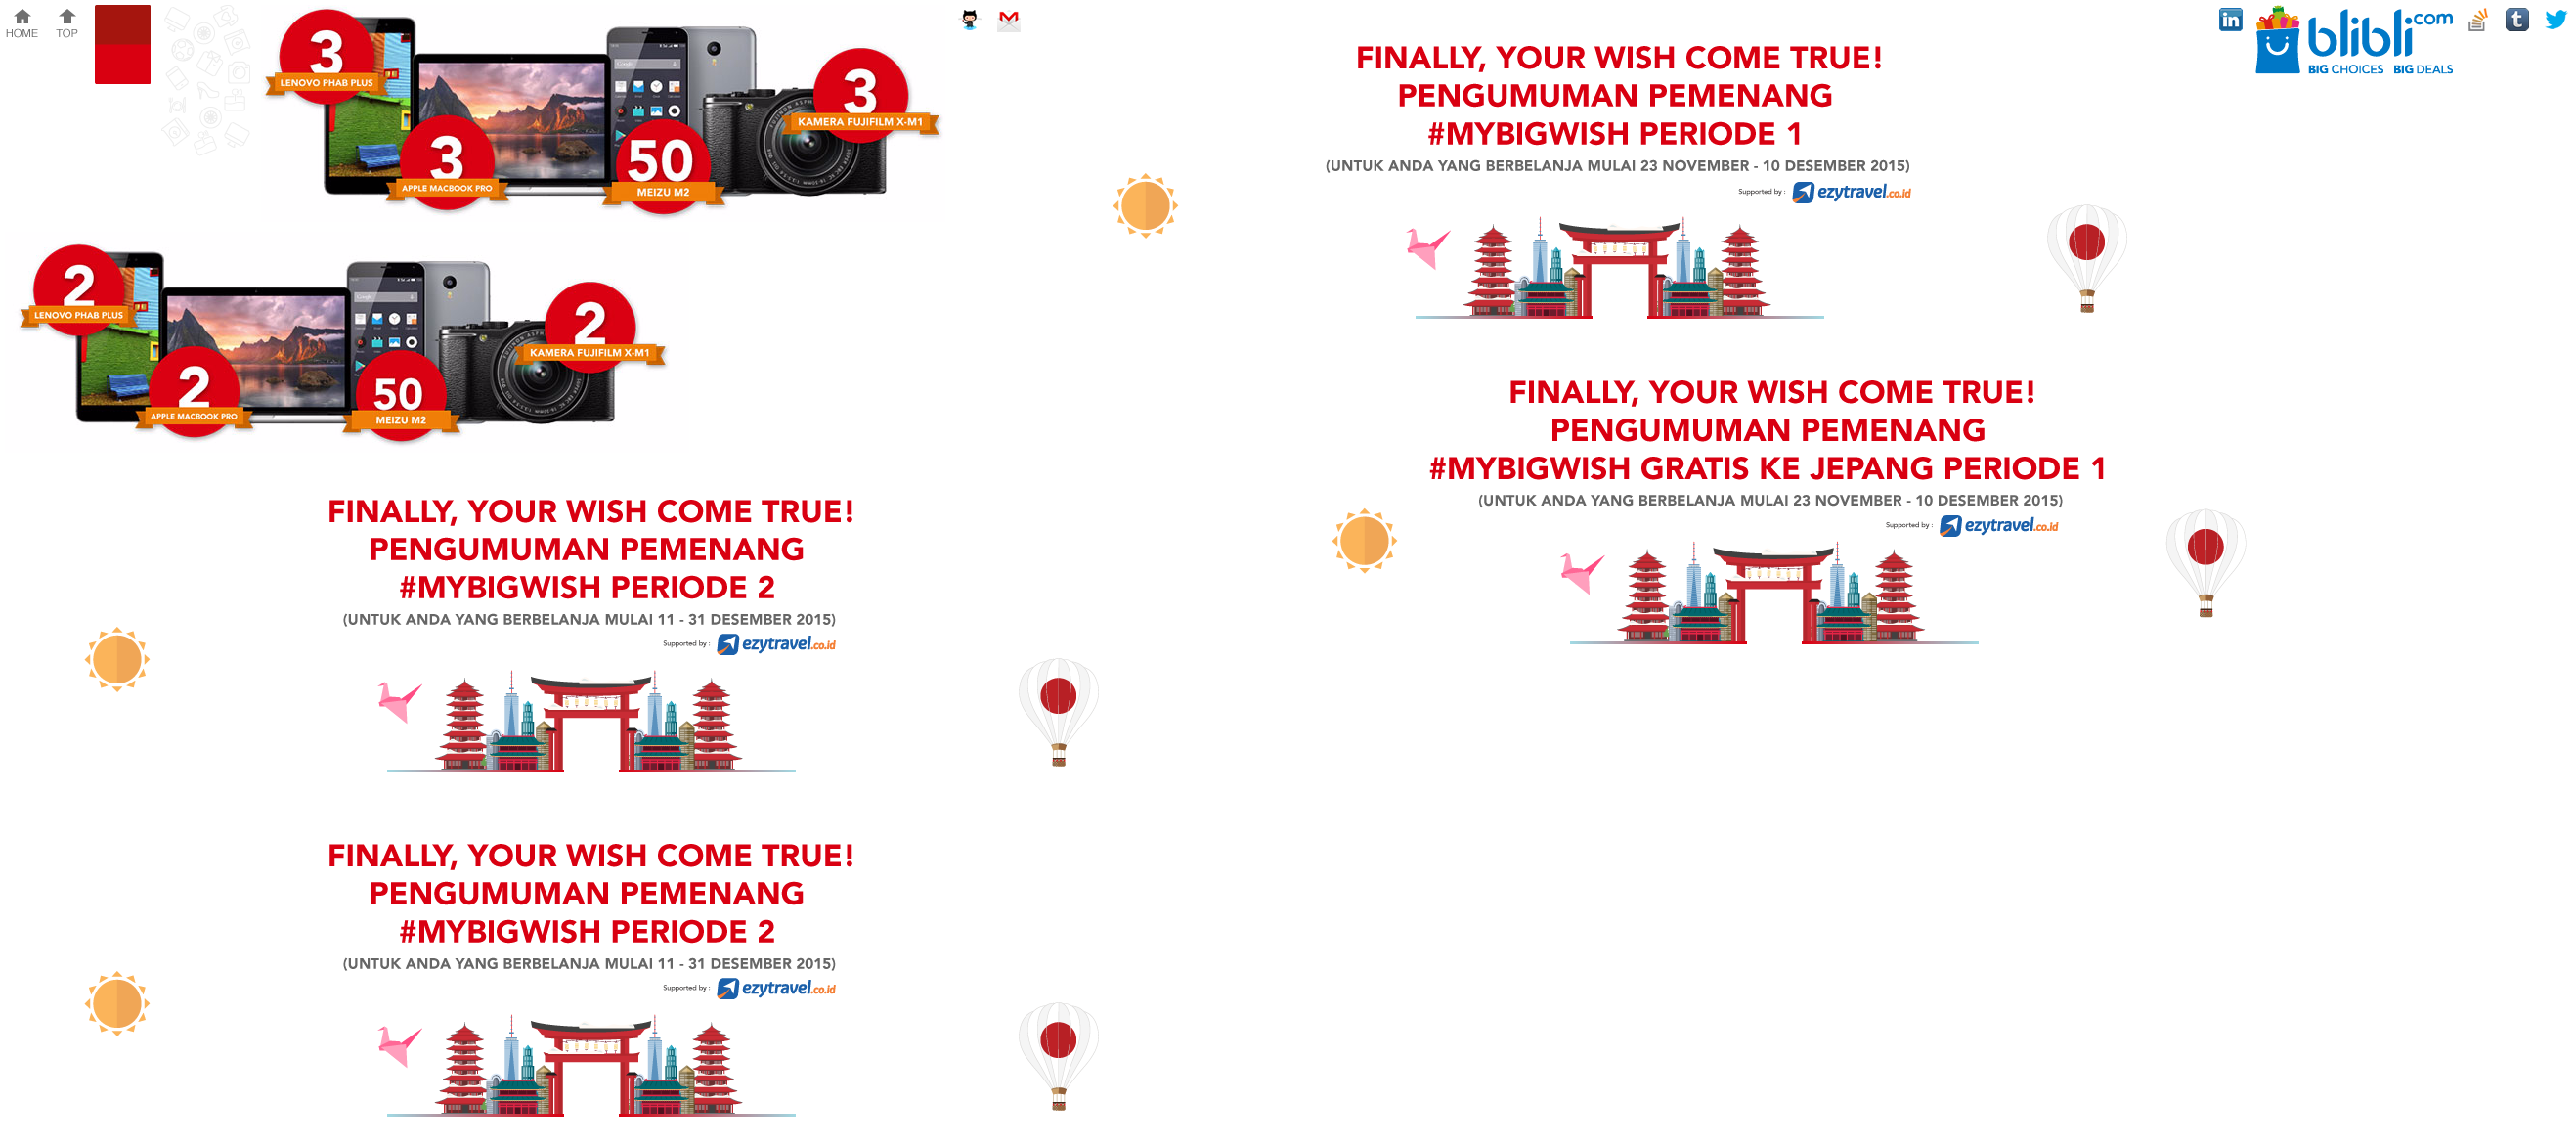 HOME
TOP
3
LENOVO PHAB PLUS
3
APPLE MACBOOK PRO
50
MEIZU M2
3
KAMERA FUJIFILM X-M1
FINALLY, YOUR WISH COME TRUE!
PENGUMUMAN PEMENANG
#MYBIGWISH PERIODE 1
(UNTUK ANDA YANG BERBELANJA MULAI 23 NOVEMBER - 10 DESEMBER 2015)
Supported by : ezytravel.co.id
in
blibli.com
BIG CHOICES BIG DEALS
t
2
LENOVO PHAB PLUS
2
APPLE MACBOOK PRO
50
MEIZU M2
2
KAMERA FUJIFILM X-M1
FINALLY, YOUR WISH COME TRUE!
PENGUMUMAN PEMENANG
#MYBIGWISH GRATIS KE JEPANG PERIODE 1
(UNTUK ANDA YANG BERBELANJA MULAI 23 NOVEMBER - 10 DESEMBER 2015)
Supported by : ezytravel.co.id
FINALLY, YOUR WISH COME TRUE!
PENGUMUMAN PEMENANG
#MYBIGWISH PERIODE 2
(UNTUK ANDA YANG BERBELANJA MULAI 11 - 31 DESEMBER 2015)
Supported by : ezytravel.co.id
FINALLY, YOUR WISH COME TRUE!
PENGUMUMAN PEMENANG
#MYBIGWISH PERIODE 2
(UNTUK ANDA YANG BERBELANJA MULAI 11 - 31 DESEMBER 2015)
Supported by : ezytravel.co.id